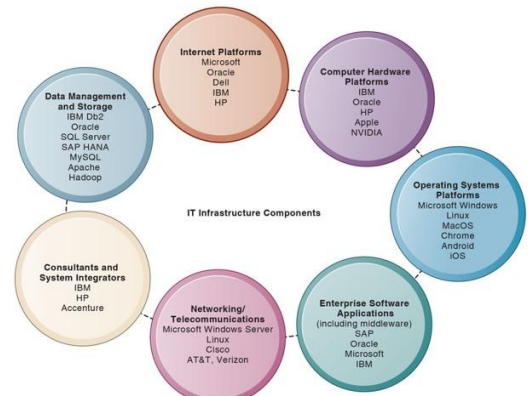 Internet Platforms
Microsoft
Oracle
Dell
IBM
HP
Computer Hardware
Platforms
IBM
Oracle
HP
Apple
NVIDIA
Data Management
and Storage
IBM Db2
Oracle
SQL Server
SAP HANA
MySQL
Apache
Hadoop
Operating Systems
Platforms
Microsoft Windows
Linux
MacOS
Chrome
Android
iOS
IT Infrastructure Components
Consultants and
System Integrators
IBM
HP
Accenture
Networking/
Telecommunications
Microsoft Windows Server
Linux
Cisco
AT&T, Verizon
Enterprise Software
Applications
(including middleware)
SAP
Oracle
Microsoft
IBM